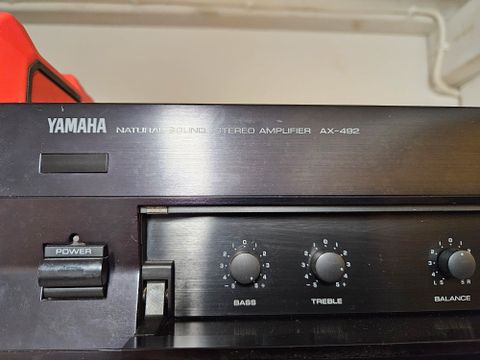 YAMAHA NATURAL SOUND STEREO AMPLIFIER AX-492
POWER
BASS TREBLE BALANCE